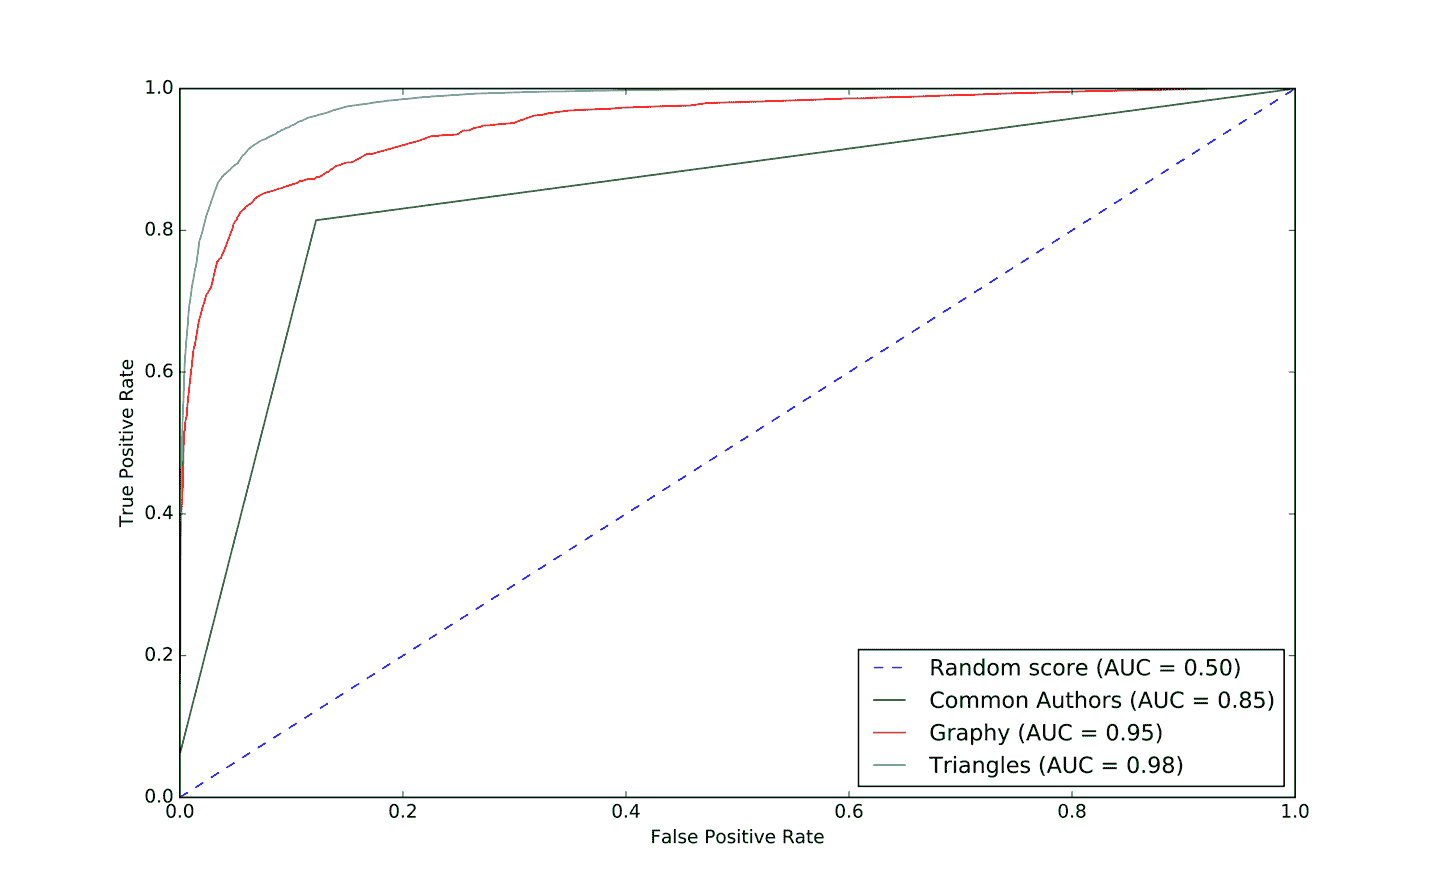 1.0
0.8
0.6
0.4
0.2
0.0
True Positive Rate
0.0 0.2 0.4 0.6 0.8 1.0
False Positive Rate
Random score (AUC = 0.50)
Common Authors (AUC = 0.85)
Graphy (AUC = 0.95)
Triangles (AUC = 0.98)